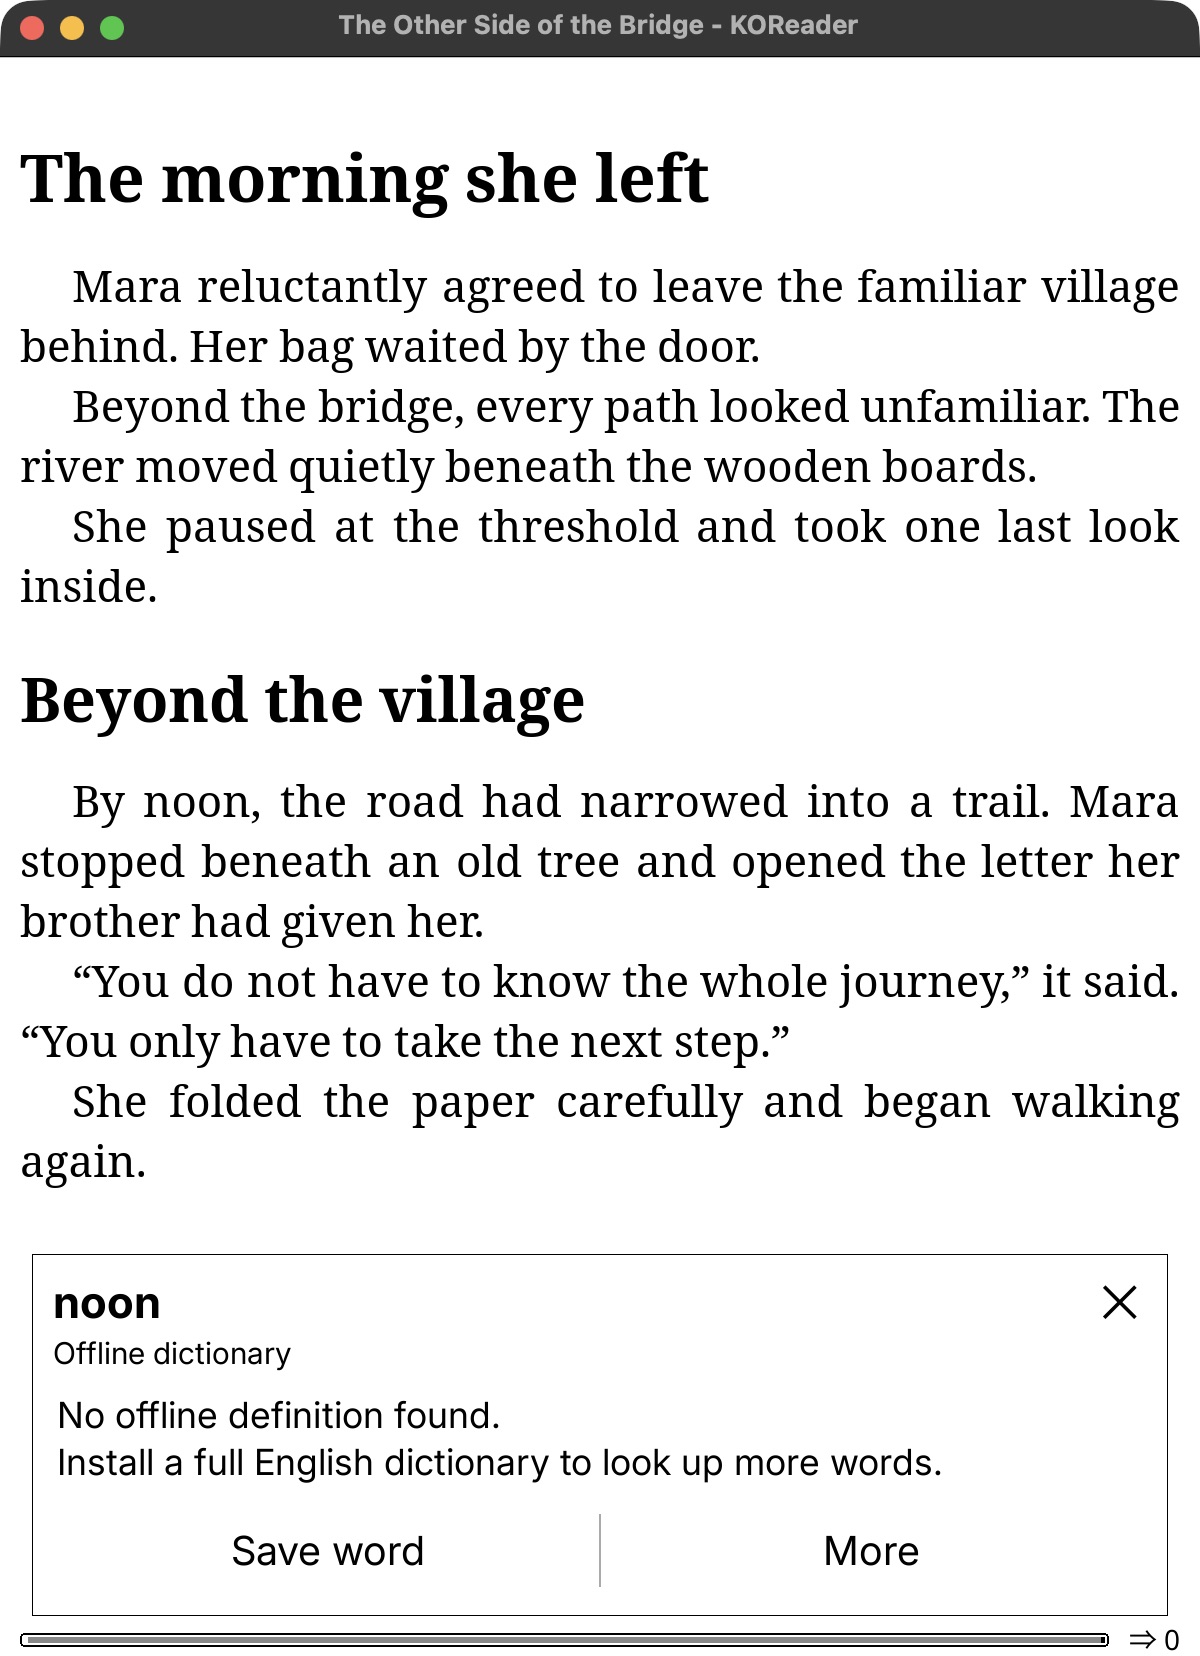 The Other Side of the Bridge - KOReader
The morning she left
Mara reluctantly agreed to leave the familiar village
behind. Her bag waited by the door.
Beyond the bridge, every path looked unfamiliar. The
river moved quietly beneath the wooden boards.
She paused at the threshold and took one last look
inside.
Beyond the village
By noon, the road had narrowed into a trail. Mara
stopped beneath an old tree and opened the letter her
brother had given her.
“You do not have to know the whole journey,” it said.
“You only have to take the next step.”
She folded the paper carefully and began walking
again.
noon
Offline dictionary
No offline definition found.
Install a full English dictionary to look up more words.
Save word
More
⇒ 0